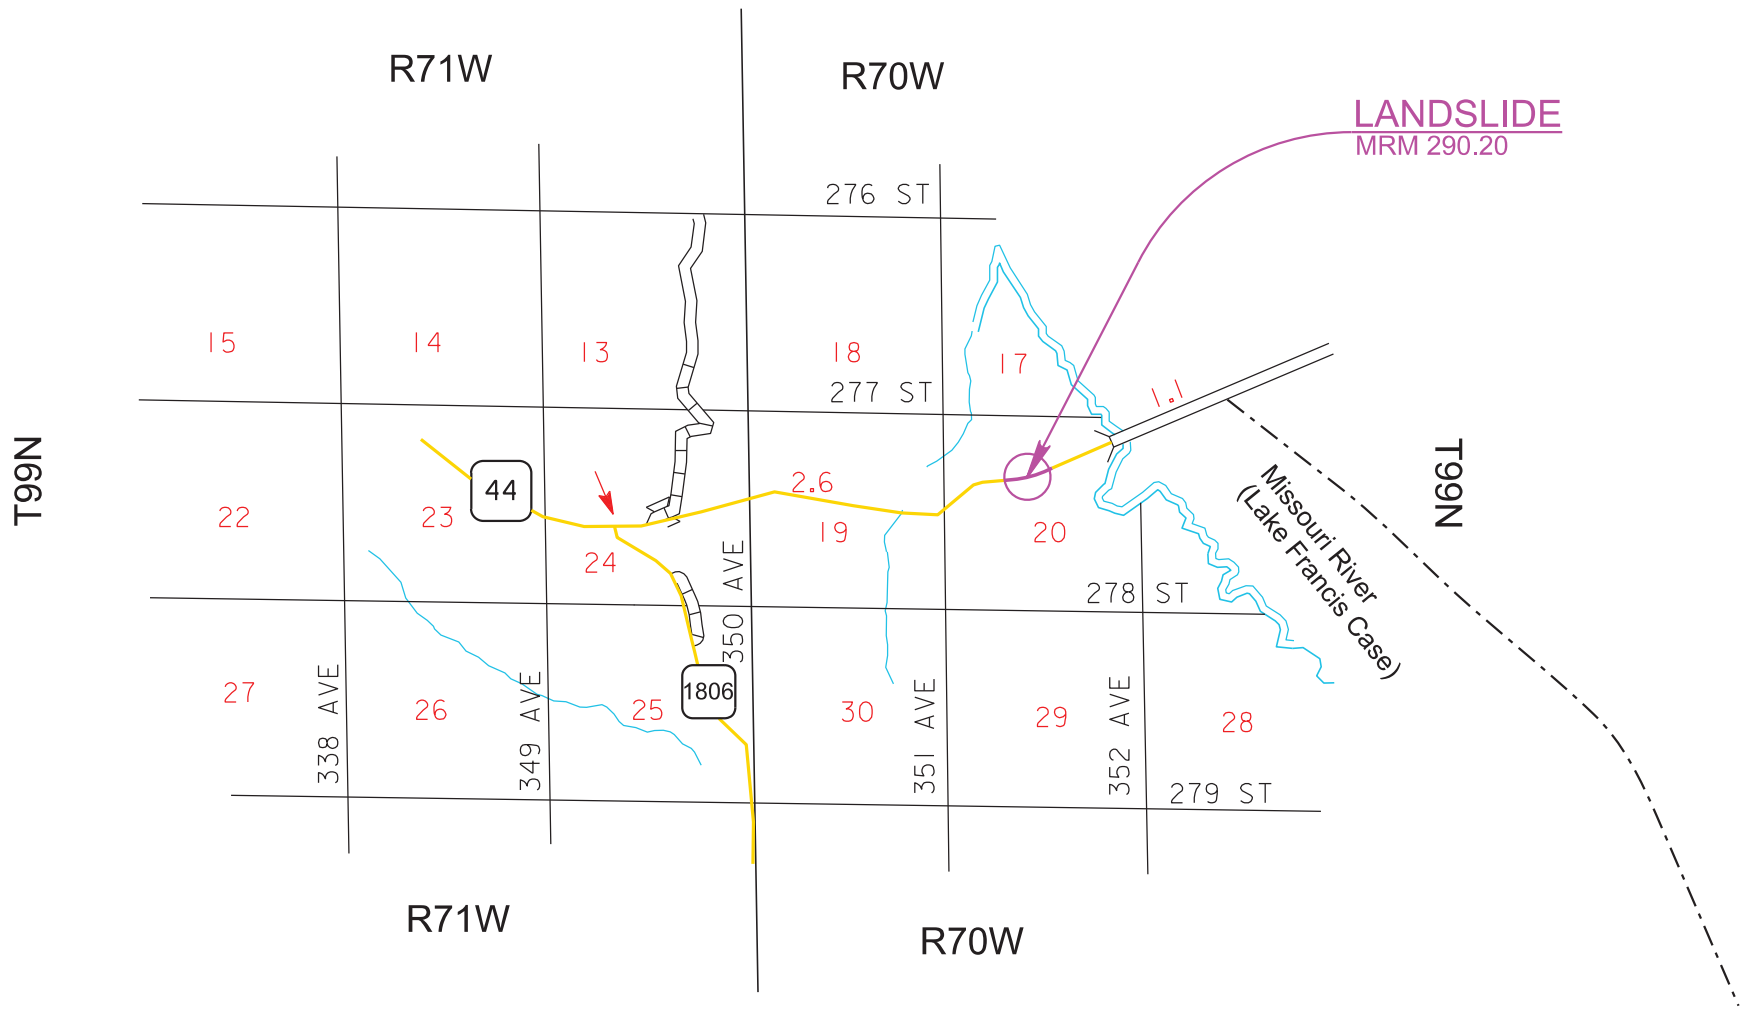 R71W
R70W
LANDSLIDE
MRM 290.20
276 ST
15
14
13
18
17
277 ST
1.1
T99N
T99N
44
2.6
22
23
24
19
20
Missouri River
(Lake Francis Case)
278 ST
338 AVE
349 AVE
350 AVE
351 AVE
352 AVE
27
26
25
1806
30
29
28
279 ST
R71W
R70W